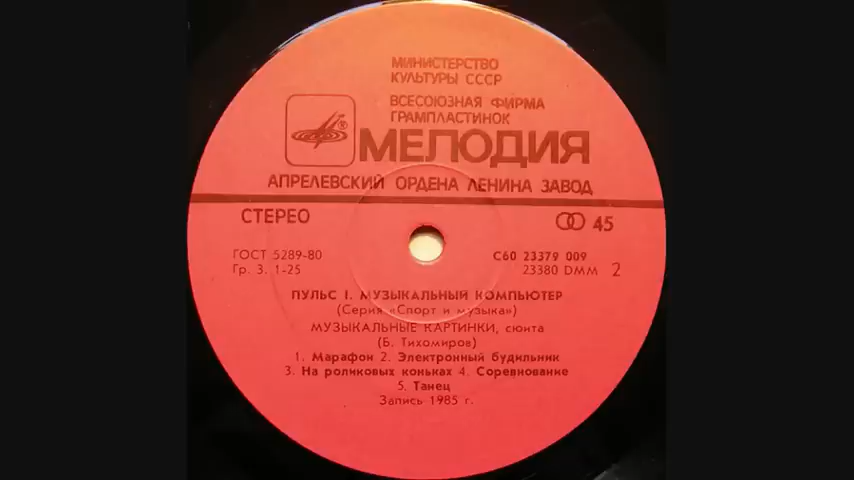 МИНИСТЕРСТВО
КУЛЬТУРЫ СССР
ВСЕСОЮЗНАЯ ФИРМА
ГРАМПЛАСТИНОК
®
МЕЛОДИЯ
АПРЕЛЕВСКИЙ ОРДЕНА ЛЕНИНА ЗАВОД
СТЕРЕО
45
ГОСТ 5289-80
Гр. 3. 1-25
С60 23379 009
23380 DMM 2
ПУЛЬС 1. МУЗЫКАЛЬНЫЙ КОМПЬЮТЕР
(Серия «Спорт и музыка»)
МУЗЫКАЛЬНЫЕ КАРТИНКИ, сюита
(Б. Тихомиров)
1. Марафон 2. Электронный будильник
3. На роликовых коньках 4. Соревнование
5. Танец
Запись 1985 г.